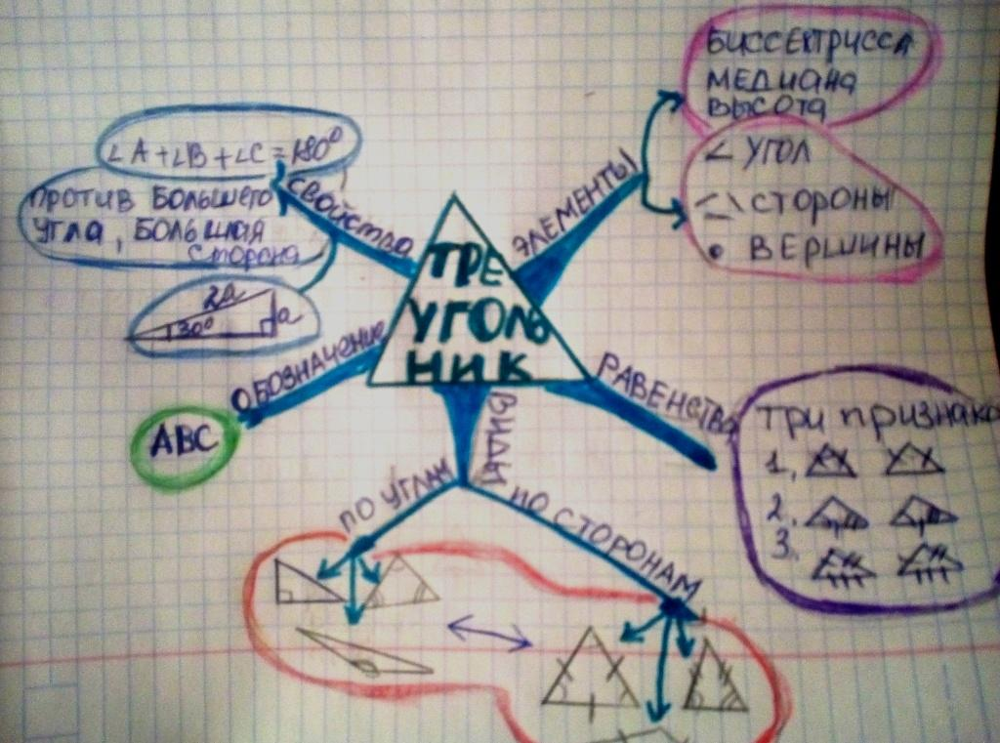 ТРЕ
УГОЛЬ
НИК
СВОЙСТВА
∠A+∠B+∠C=180°
ПРОТИВ БОЛЬШЕГО
УГЛА, БОЛЬШАЯ
СТОРОНА
2a
30°
a
ЭЛЕМЕНТЫ
БИССЕКТРИССА
МЕДИАНА
ВЫСОТА
∠ УГОЛ
СТОРОНЫ
• ВЕРШИНЫ
РАВЕНСТВО
ТРИ ПРИЗНАКА
1.
2.
3.
ОБОЗНАЧЕНИЕ
ABC
ВИДЫ
ПО УГЛАМ
ПО СТОРОНАМ